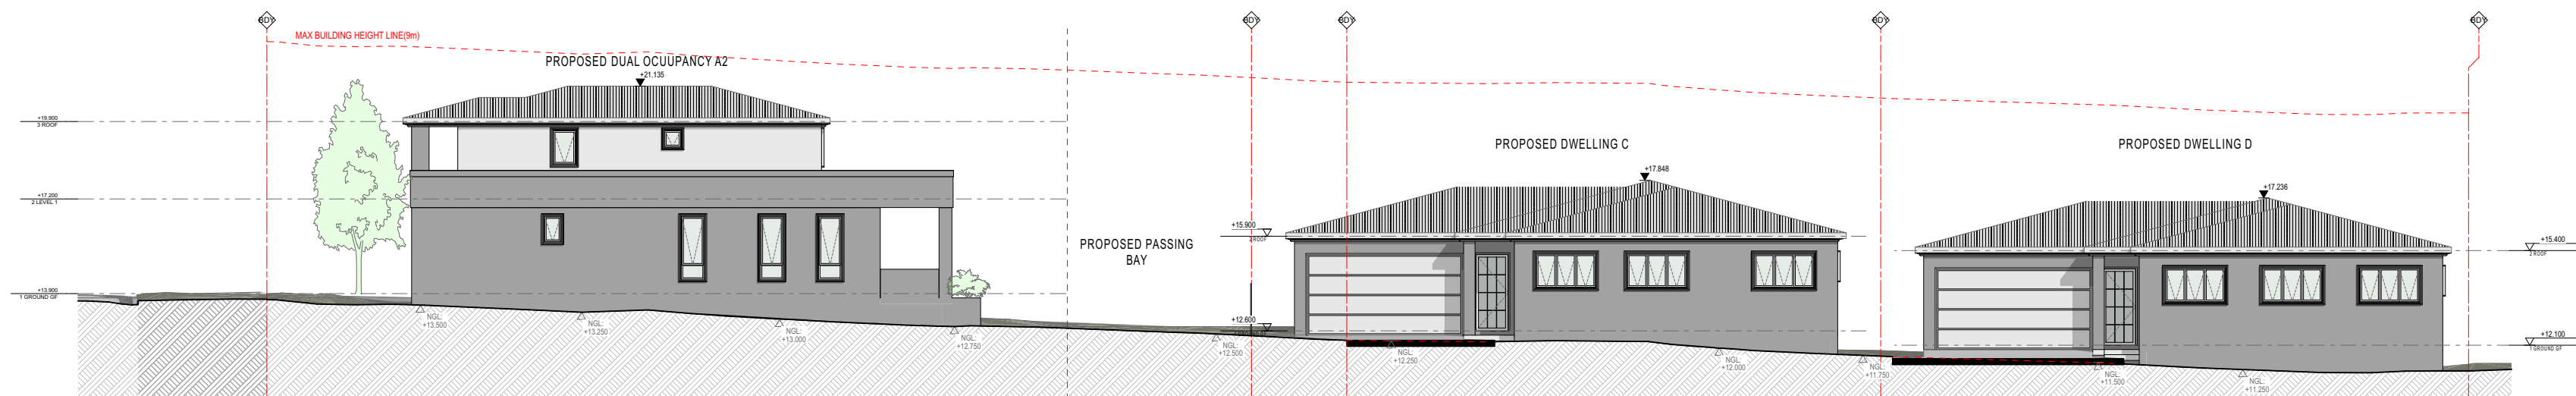 BDY
BDY
BDY
BDY
BDY
MAX BUILDING HEIGHT LINE(9m)
PROPOSED DUAL OCUUPANCY A2
+21.135
+19.900
3 ROOF
PROPOSED DWELLING C
PROPOSED DWELLING D
+17.848
+17.236
+17.200
2 LEVEL 1
+15.900
2 ROOF
PROPOSED PASSING
BAY
+15.400
2 ROOF
+13.900
1 GROUND GF
NGL:
+13.500
NGL:
+13.250
NGL:
+13.000
NGL:
+12.750
+12.600
NGL:
+12.500
NGL:
+12.250
NGL:
+12.000
NGL:
+11.750
NGL:
+11.500
NGL:
+11.250
+12.100
1 GROUND GF